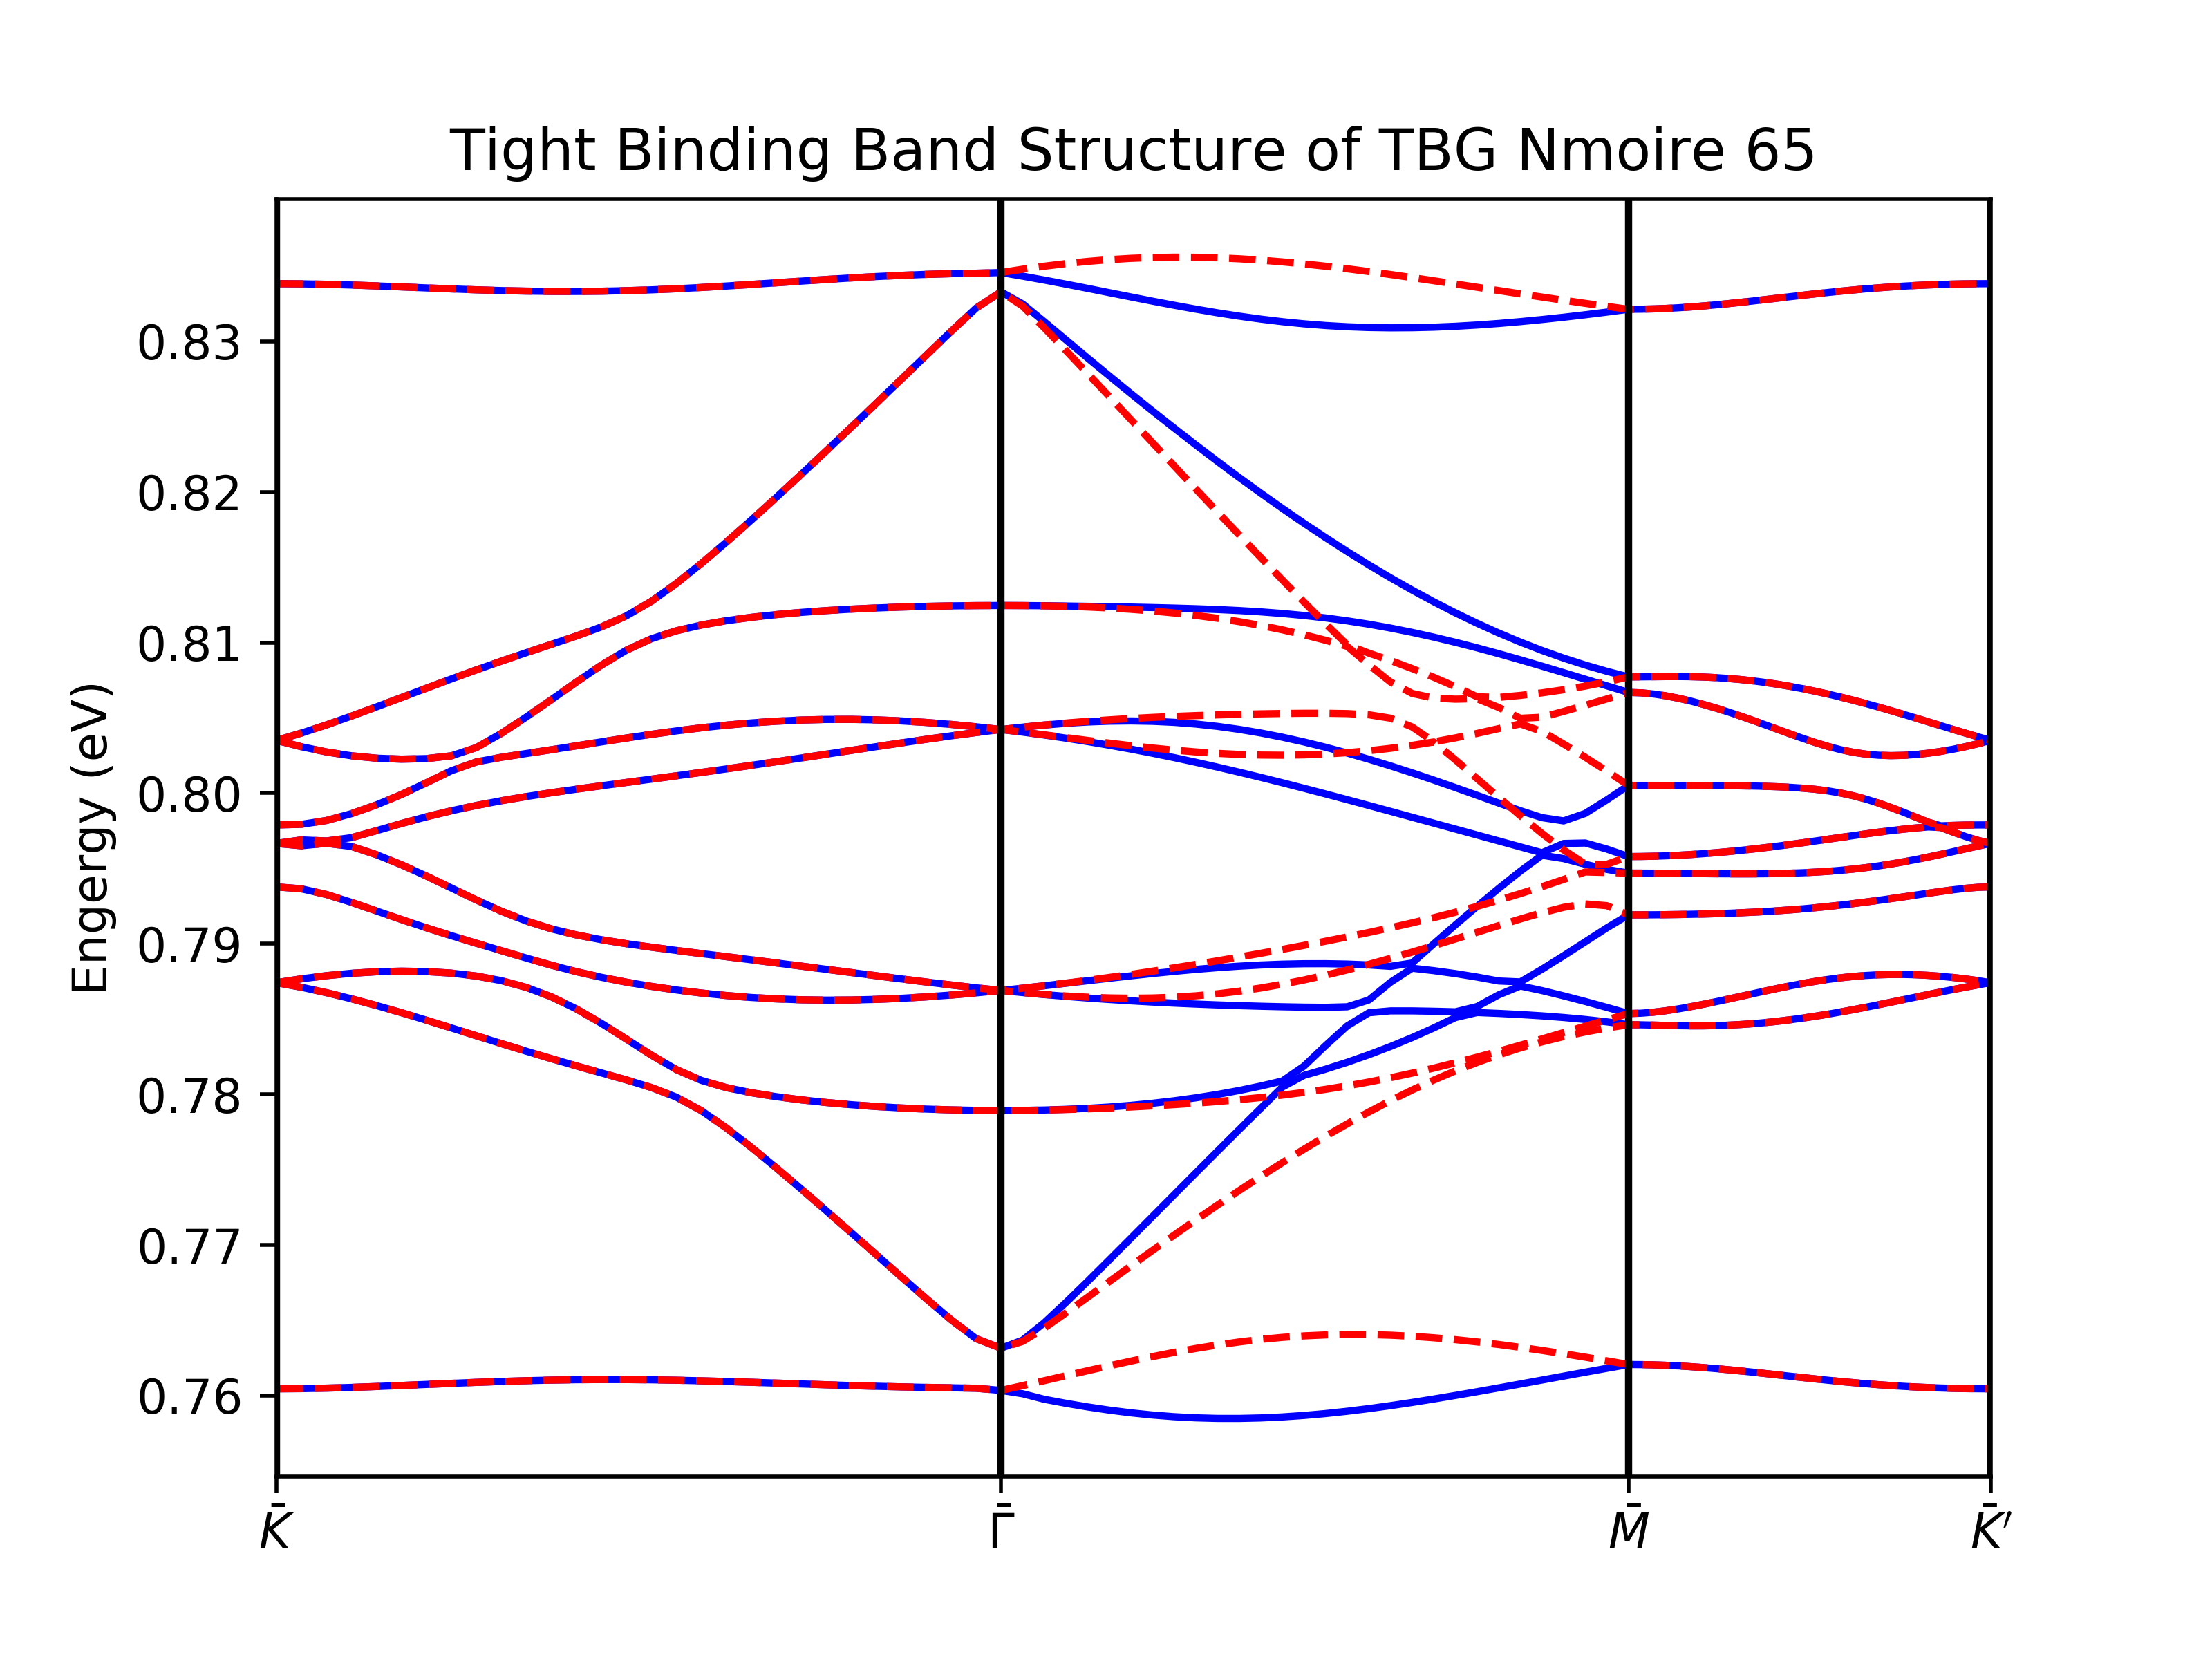 Tight Binding Band Structure of TBG Nmoire 65
Engergy (eV)
0.83
0.82
0.81
0.80
0.79
0.78
0.77
0.76
K̄ Γ̄ M̄ K̄′